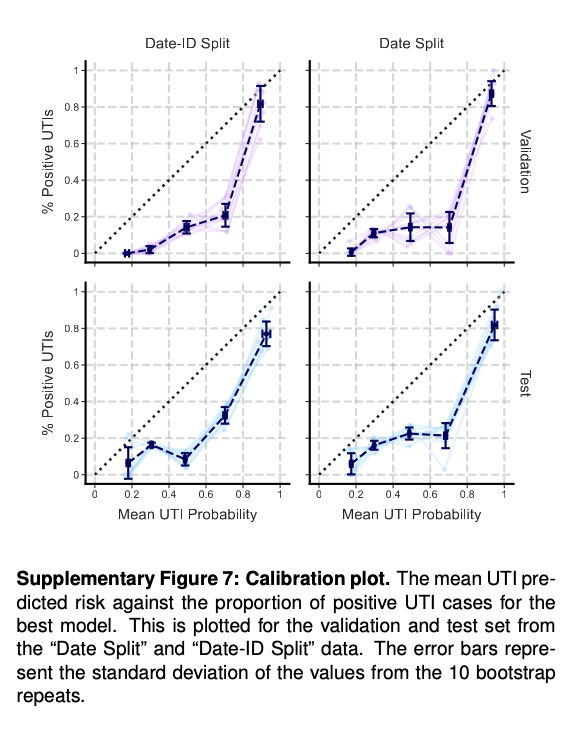 Date-ID Split
Date Split
1
0.8
0.6
0.4
0.2
0
% Positive UTIs
Validation
1
0.8
0.6
0.4
0.2
0
% Positive UTIs
Test
0 0.2 0.4 0.6 0.8 1
0 0.2 0.4 0.6 0.8 1
Mean UTI Probability
Mean UTI Probability
Supplementary Figure 7: Calibration plot. The mean UTI pre-
dicted risk against the proportion of positive UTI cases for the
best model. This is plotted for the validation and test set from
the “Date Split” and “Date-ID Split” data. The error bars repre-
sent the standard deviation of the values from the 10 bootstrap
repeats.